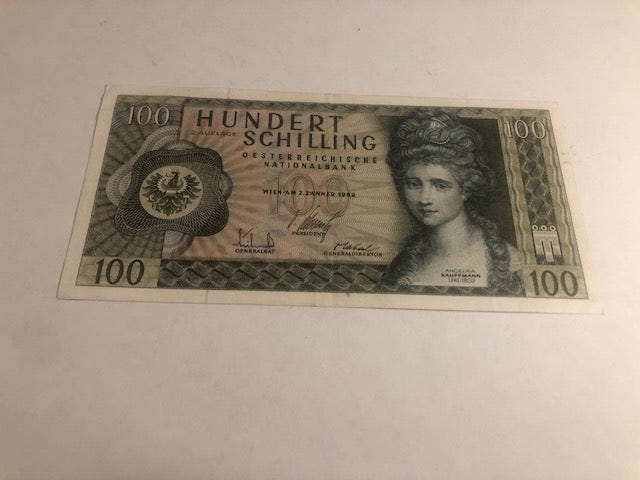 100
HUNDERT
100
2 AUFLAGE
SCHILLING
OESTERREICHISCHE
NATIONALBANK
100
WIEN·AM 2.JÄNNER 1969
PRÄSIDENT
GENERALRAT
GENERALDIREKTOR
ANGELIKA
KAUFFMANN
1741-1807
100
100